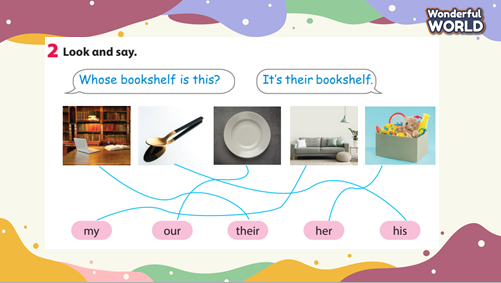 Wonderful
WORLD
2 Look and say.
Whose bookshelf is this?
It's their bookshelf.
my
our
their
her
his